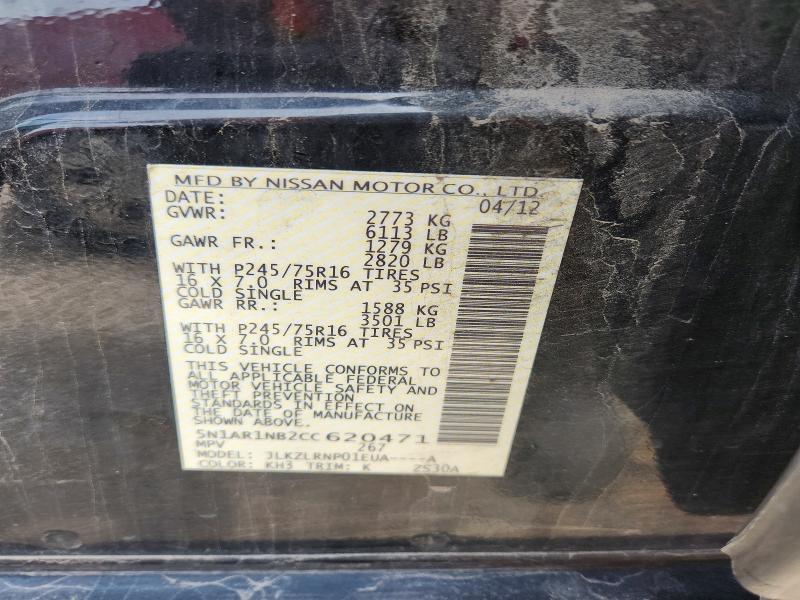 MFD BY NISSAN MOTOR CO., LTD
DATE: 04/12
GVWR: 2773 KG
6113 LB
GAWR FR.: 1279 KG
2820 LB
WITH P245/75R16 TIRES
16 X 7.0 RIMS AT 35 PSI
COLD SINGLE
GAWR RR.: 1588 KG
3501 LB
WITH P245/75R16 TIRES
16 X 7.0 RIMS AT 35 PSI
COLD SINGLE
THIS VEHICLE CONFORMS TO
ALL APPLICABLE FEDERAL
MOTOR VEHICLE SAFETY AND
THEFT PREVENTION
STANDARDS IN EFFECT ON
THE DATE OF MANUFACTURE
SHOWN ABOVE.
5N1AR1NB2CC 620471
MPV 267
MODEL: JLKZLRNP01EUA----A
COLOR: KH3 TRIM: K ZS30A